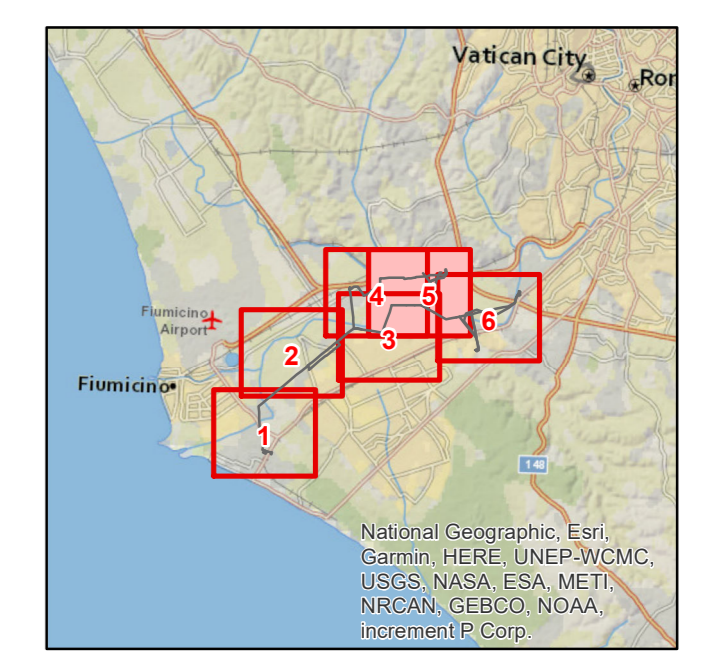 Vatican City
Ror
Fiumicino
Airport
Fiumicino
4
5
6
3
2
1
148
National Geographic, Esri,
Garmin, HERE, UNEP-WCMC,
USGS, NASA, ESA, METI,
NRCAN, GEBCO, NOAA,
increment P Corp.